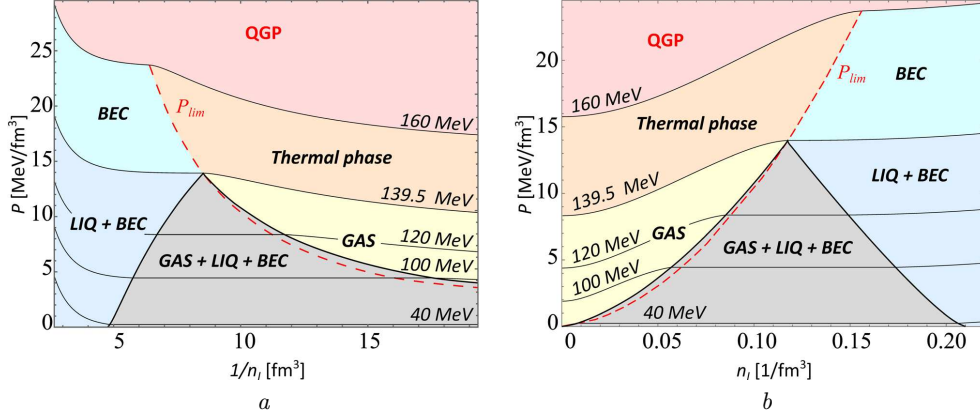 QGP
P_lim
BEC
160 MeV
Thermal phase
139.5 MeV
LIQ + BEC
GAS
120 MeV
GAS + LIQ + BEC
100 MeV
40 MeV
P [MeV/fm³]
25
20
15
10
5
0
5
10
15
1/n_I [fm³]
a
QGP
P_lim
BEC
160 MeV
Thermal phase
139.5 MeV
LIQ + BEC
120 MeV
GAS
GAS + LIQ + BEC
100 MeV
40 MeV
P [MeV/fm³]
20
15
10
5
0
0
0.05
0.10
0.15
0.20
n_I [1/fm³]
b